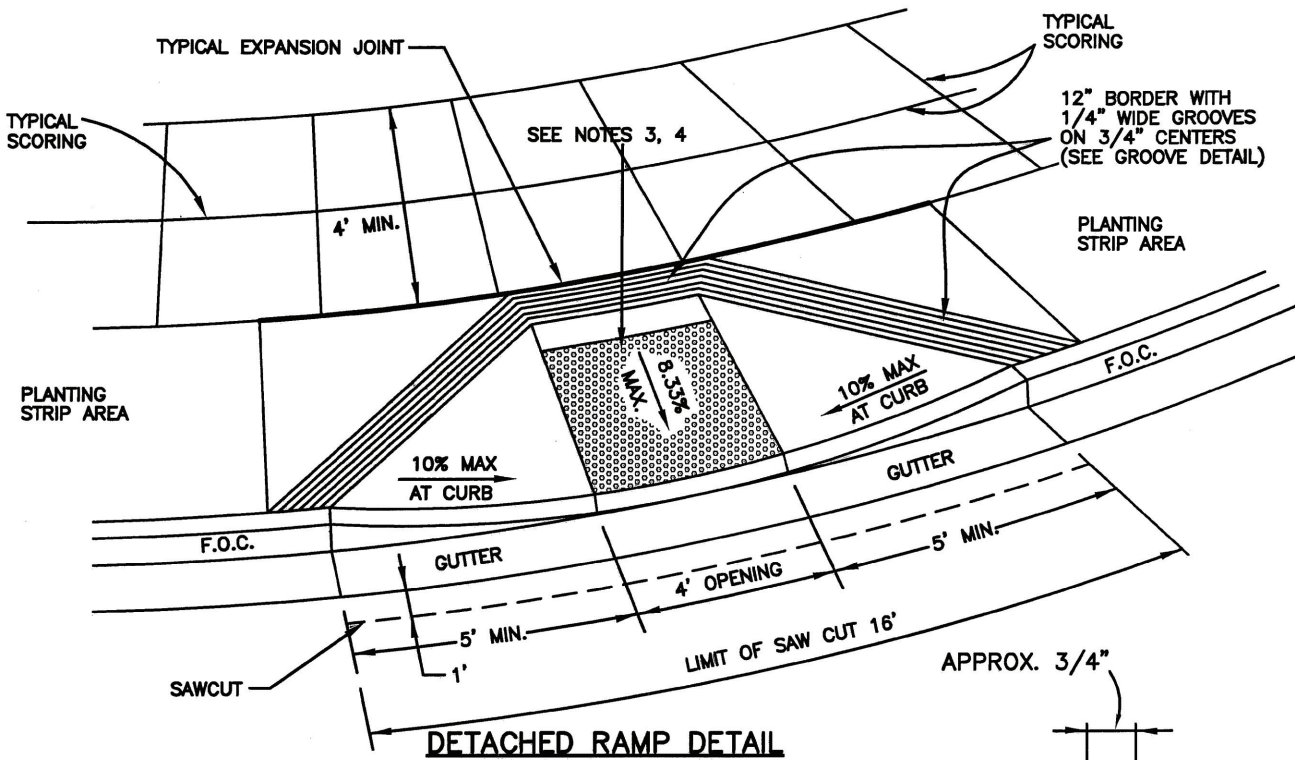 TYPICAL EXPANSION JOINT
TYPICAL
SCORING
TYPICAL
SCORING
SEE NOTES 3, 4
12" BORDER WITH
1/4" WIDE GROOVES
ON 3/4" CENTERS
(SEE GROOVE DETAIL)
4' MIN.
PLANTING
STRIP AREA
PLANTING
STRIP AREA
8.33%
MAX.
10% MAX
AT CURB
10% MAX
AT CURB
F.O.C.
F.O.C.
GUTTER
GUTTER
5' MIN.
4' OPENING
5' MIN.
1'
SAWCUT
LIMIT OF SAW CUT 16'
APPROX. 3/4"
DETACHED RAMP DETAIL